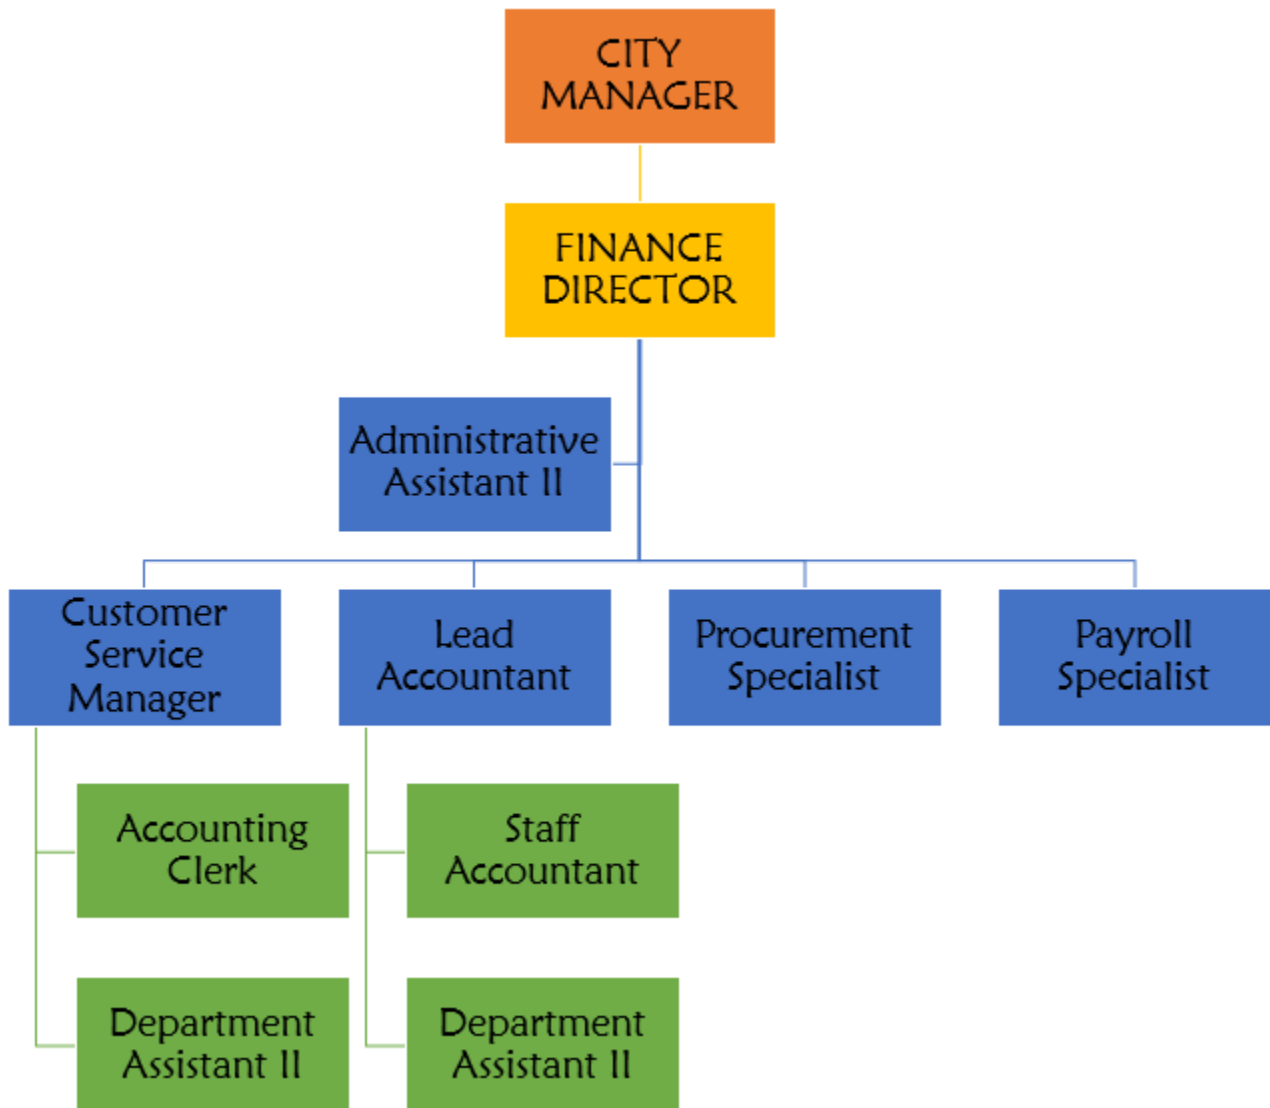 CITY
MANAGER
FINANCE
DIRECTOR
Administrative
Assistant II
Customer
Service
Manager
Lead
Accountant
Procurement
Specialist
Payroll
Specialist
Accounting
Clerk
Staff
Accountant
Department
Assistant II
Department
Assistant II